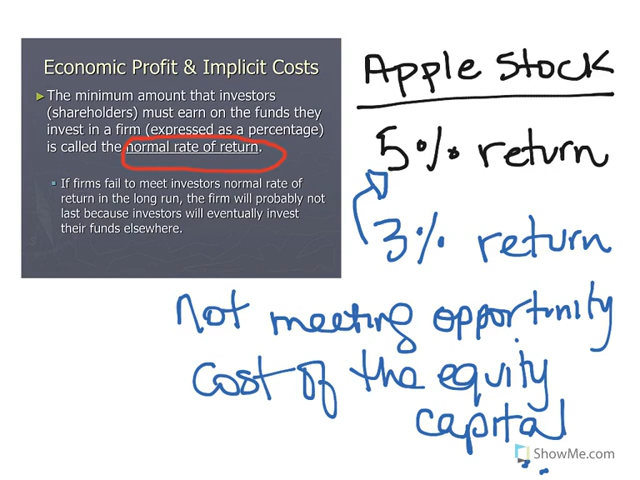 Economic Profit & Implicit Costs
The minimum amount that investors
(shareholders) must earn on the funds they
invest in a firm (expressed as a percentage)
is called the normal rate of return.
If firms fail to meet investors normal rate of
return in the long run, the firm will probably not
last because investors will eventually invest
their funds elsewhere.
Apple Stock
5% return
3% return
not meeting opportunity
cost of the equity
capital
ShowMe.com